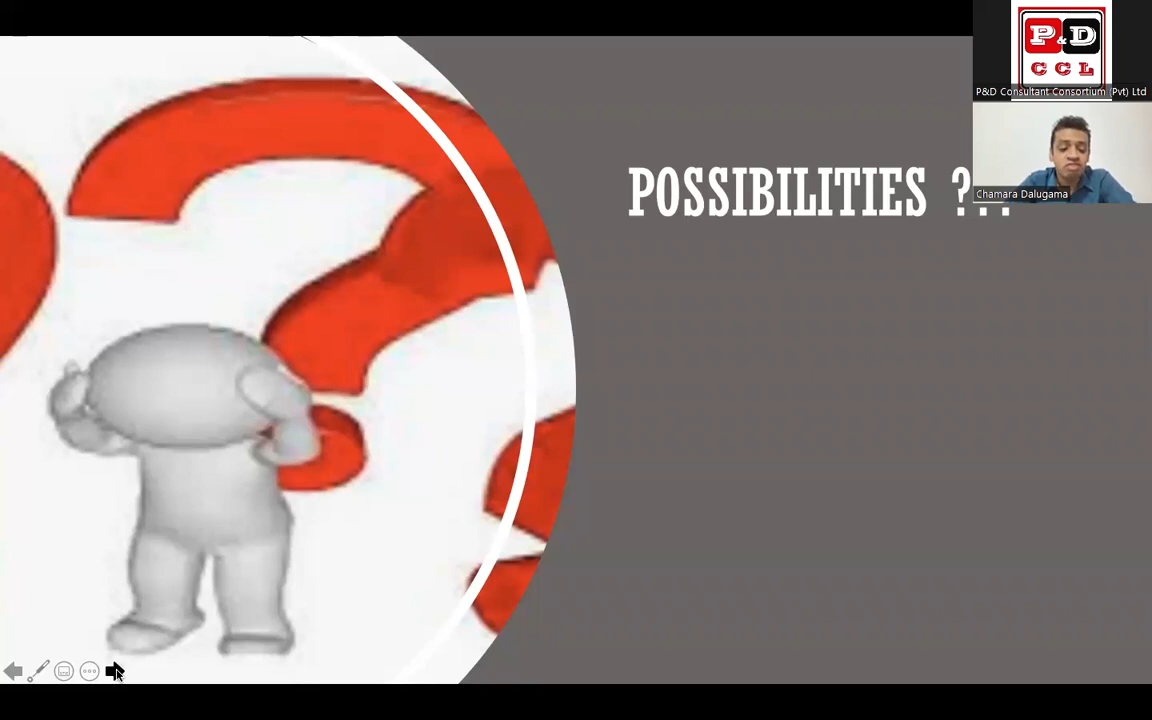 P&D
CCL
P&D Consultant Consortium (Pvt) Ltd
POSSIBILITIES ?..
Chamara Dalugama